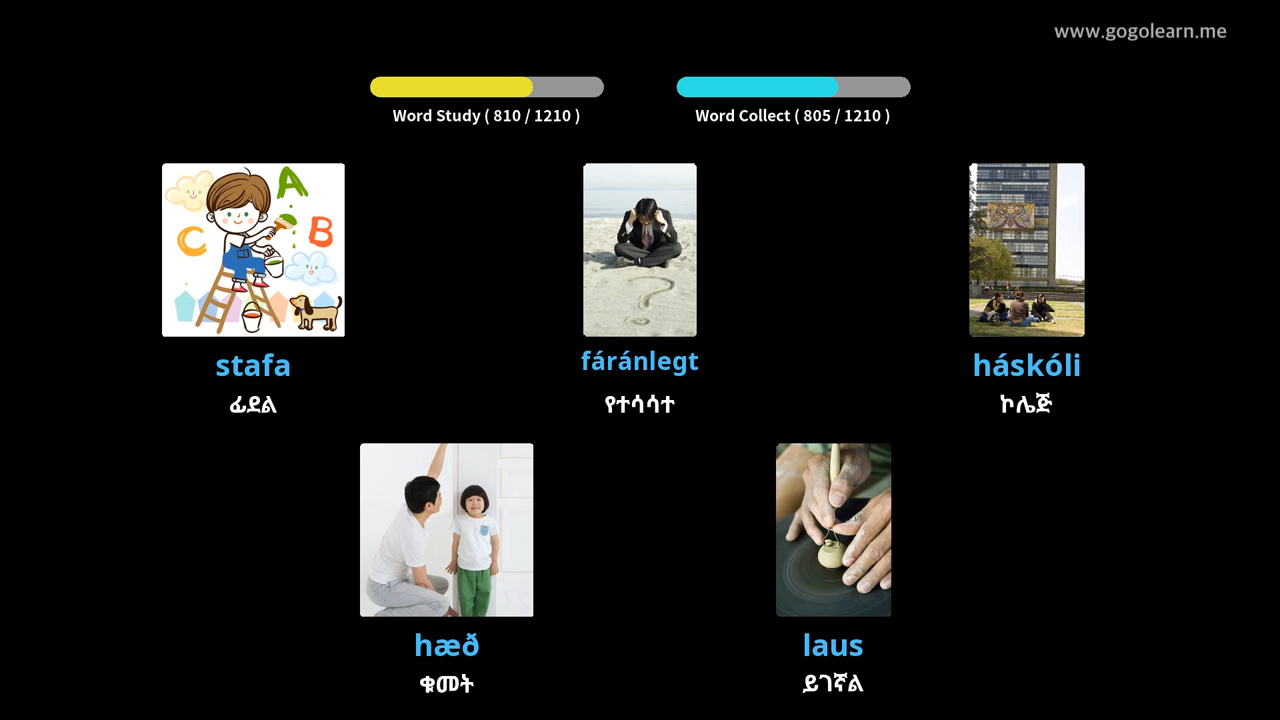 www.gogolearn.me
Word Study ( 810 / 1210 )
Word Collect ( 805 / 1210 )
A
B
C
stafa
fáránlegt
háskóli
ፊደል
የተሳሳተ
ኮሌጅ
?
hæð
laus
ቁመት
ይገኛል